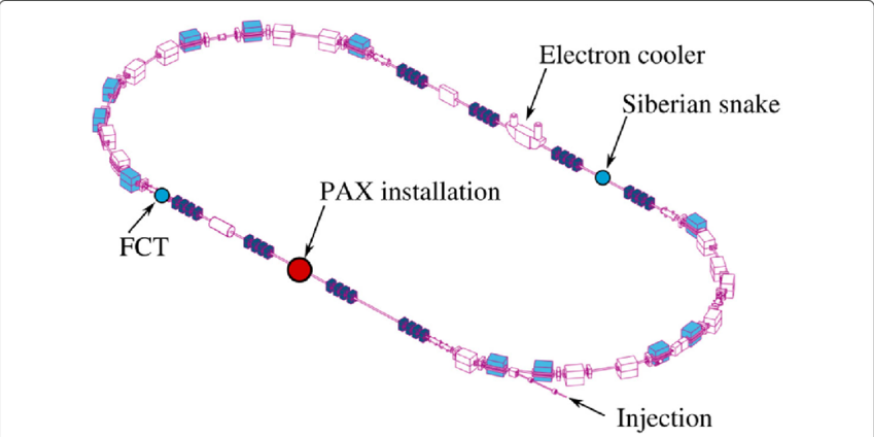 Electron cooler
Siberian snake
PAX installation
FCT
Injection